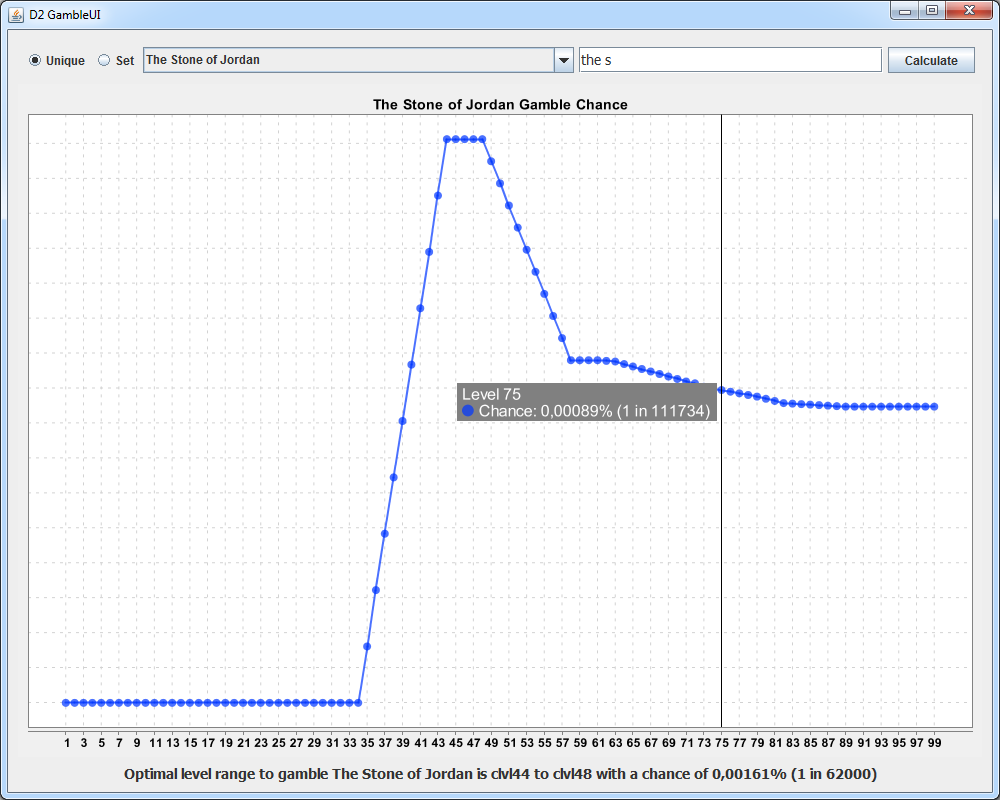 D2 GambleUI
Unique Set The Stone of Jordan the s Calculate
The Stone of Jordan Gamble Chance
Level 75
Chance: 0,00089% (1 in 111734)
1 3 5 7 9 11 13 15 17 19 21 23 25 27 29 31 33 35 37 39 41 43 45 47 49 51 53 55 57 59 61 63 65 67 69 71 73 75 77 79 81 83 85 87 89 91 93 95 97 99
Optimal level range to gamble The Stone of Jordan is clvl44 to clvl48 with a chance of 0,00161% (1 in 62000)